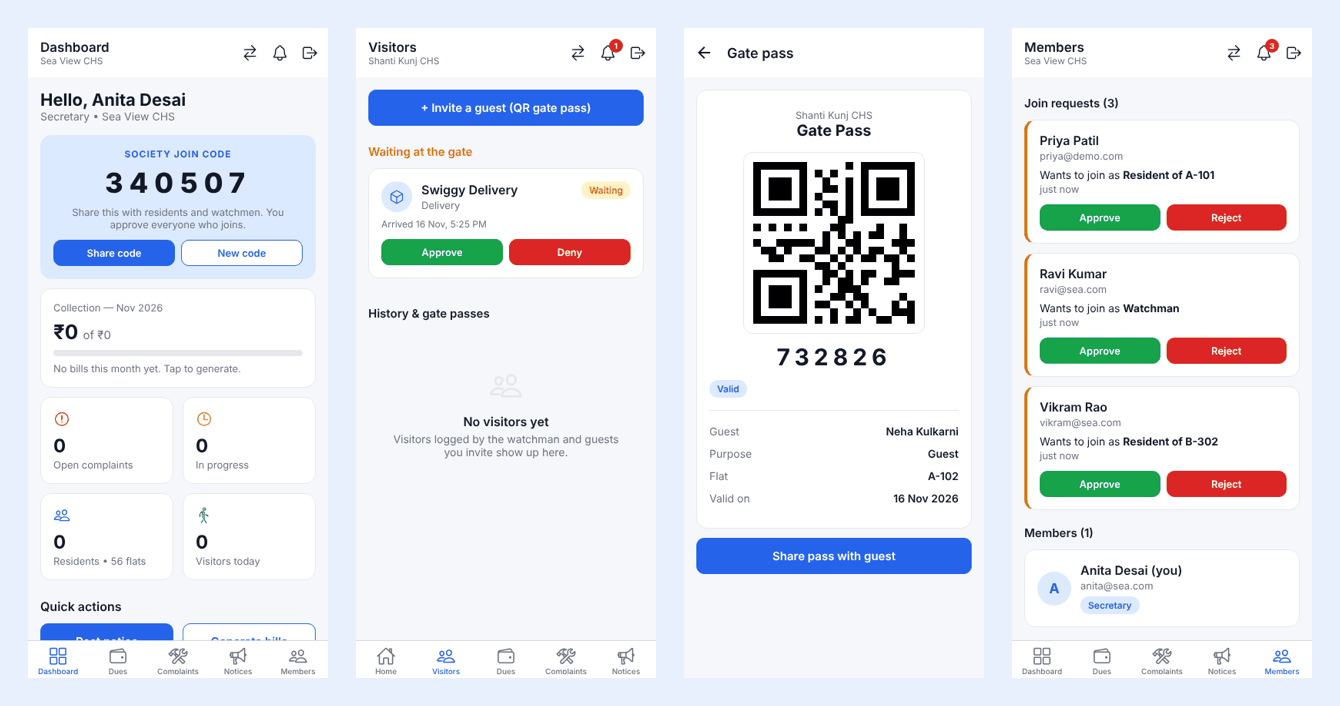 Dashboard
Sea View CHS
Hello, Anita Desai
Secretary • Sea View CHS
SOCIETY JOIN CODE
340507
Share this with residents and watchmen. You
approve everyone who joins.
Share code
New code
Collection — Nov 2026
₹0 of ₹0
No bills this month yet. Tap to generate.
0
Open complaints
0
In progress
0
Residents • 56 flats
0
Visitors today
Quick actions
Post notice
Generate bills
Dashboard
Dues
Complaints
Notices
Members
Visitors
Shanti Kunj CHS
1
+ Invite a guest (QR gate pass)
Waiting at the gate
Swiggy Delivery
Delivery
Waiting
Arrived 16 Nov, 5:25 PM
Approve
Deny
History & gate passes
No visitors yet
Visitors logged by the watchman and guests
you invite show up here.
Home
Visitors
Dues
Complaints
Notices
Gate pass
Shanti Kunj CHS
Gate Pass
732826
Valid
Guest Neha Kulkarni
Purpose Guest
Flat A-102
Valid on 16 Nov 2026
Share pass with guest
Members
Sea View CHS
3
Join requests (3)
Priya Patil
priya@demo.com
Wants to join as Resident of A-101
just now
Approve
Reject
Ravi Kumar
ravi@sea.com
Wants to join as Watchman
just now
Approve
Reject
Vikram Rao
vikram@sea.com
Wants to join as Resident of B-302
just now
Approve
Reject
Members (1)
A
Anita Desai (you)
anita@sea.com
Secretary
Dashboard
Dues
Complaints
Notices
Members